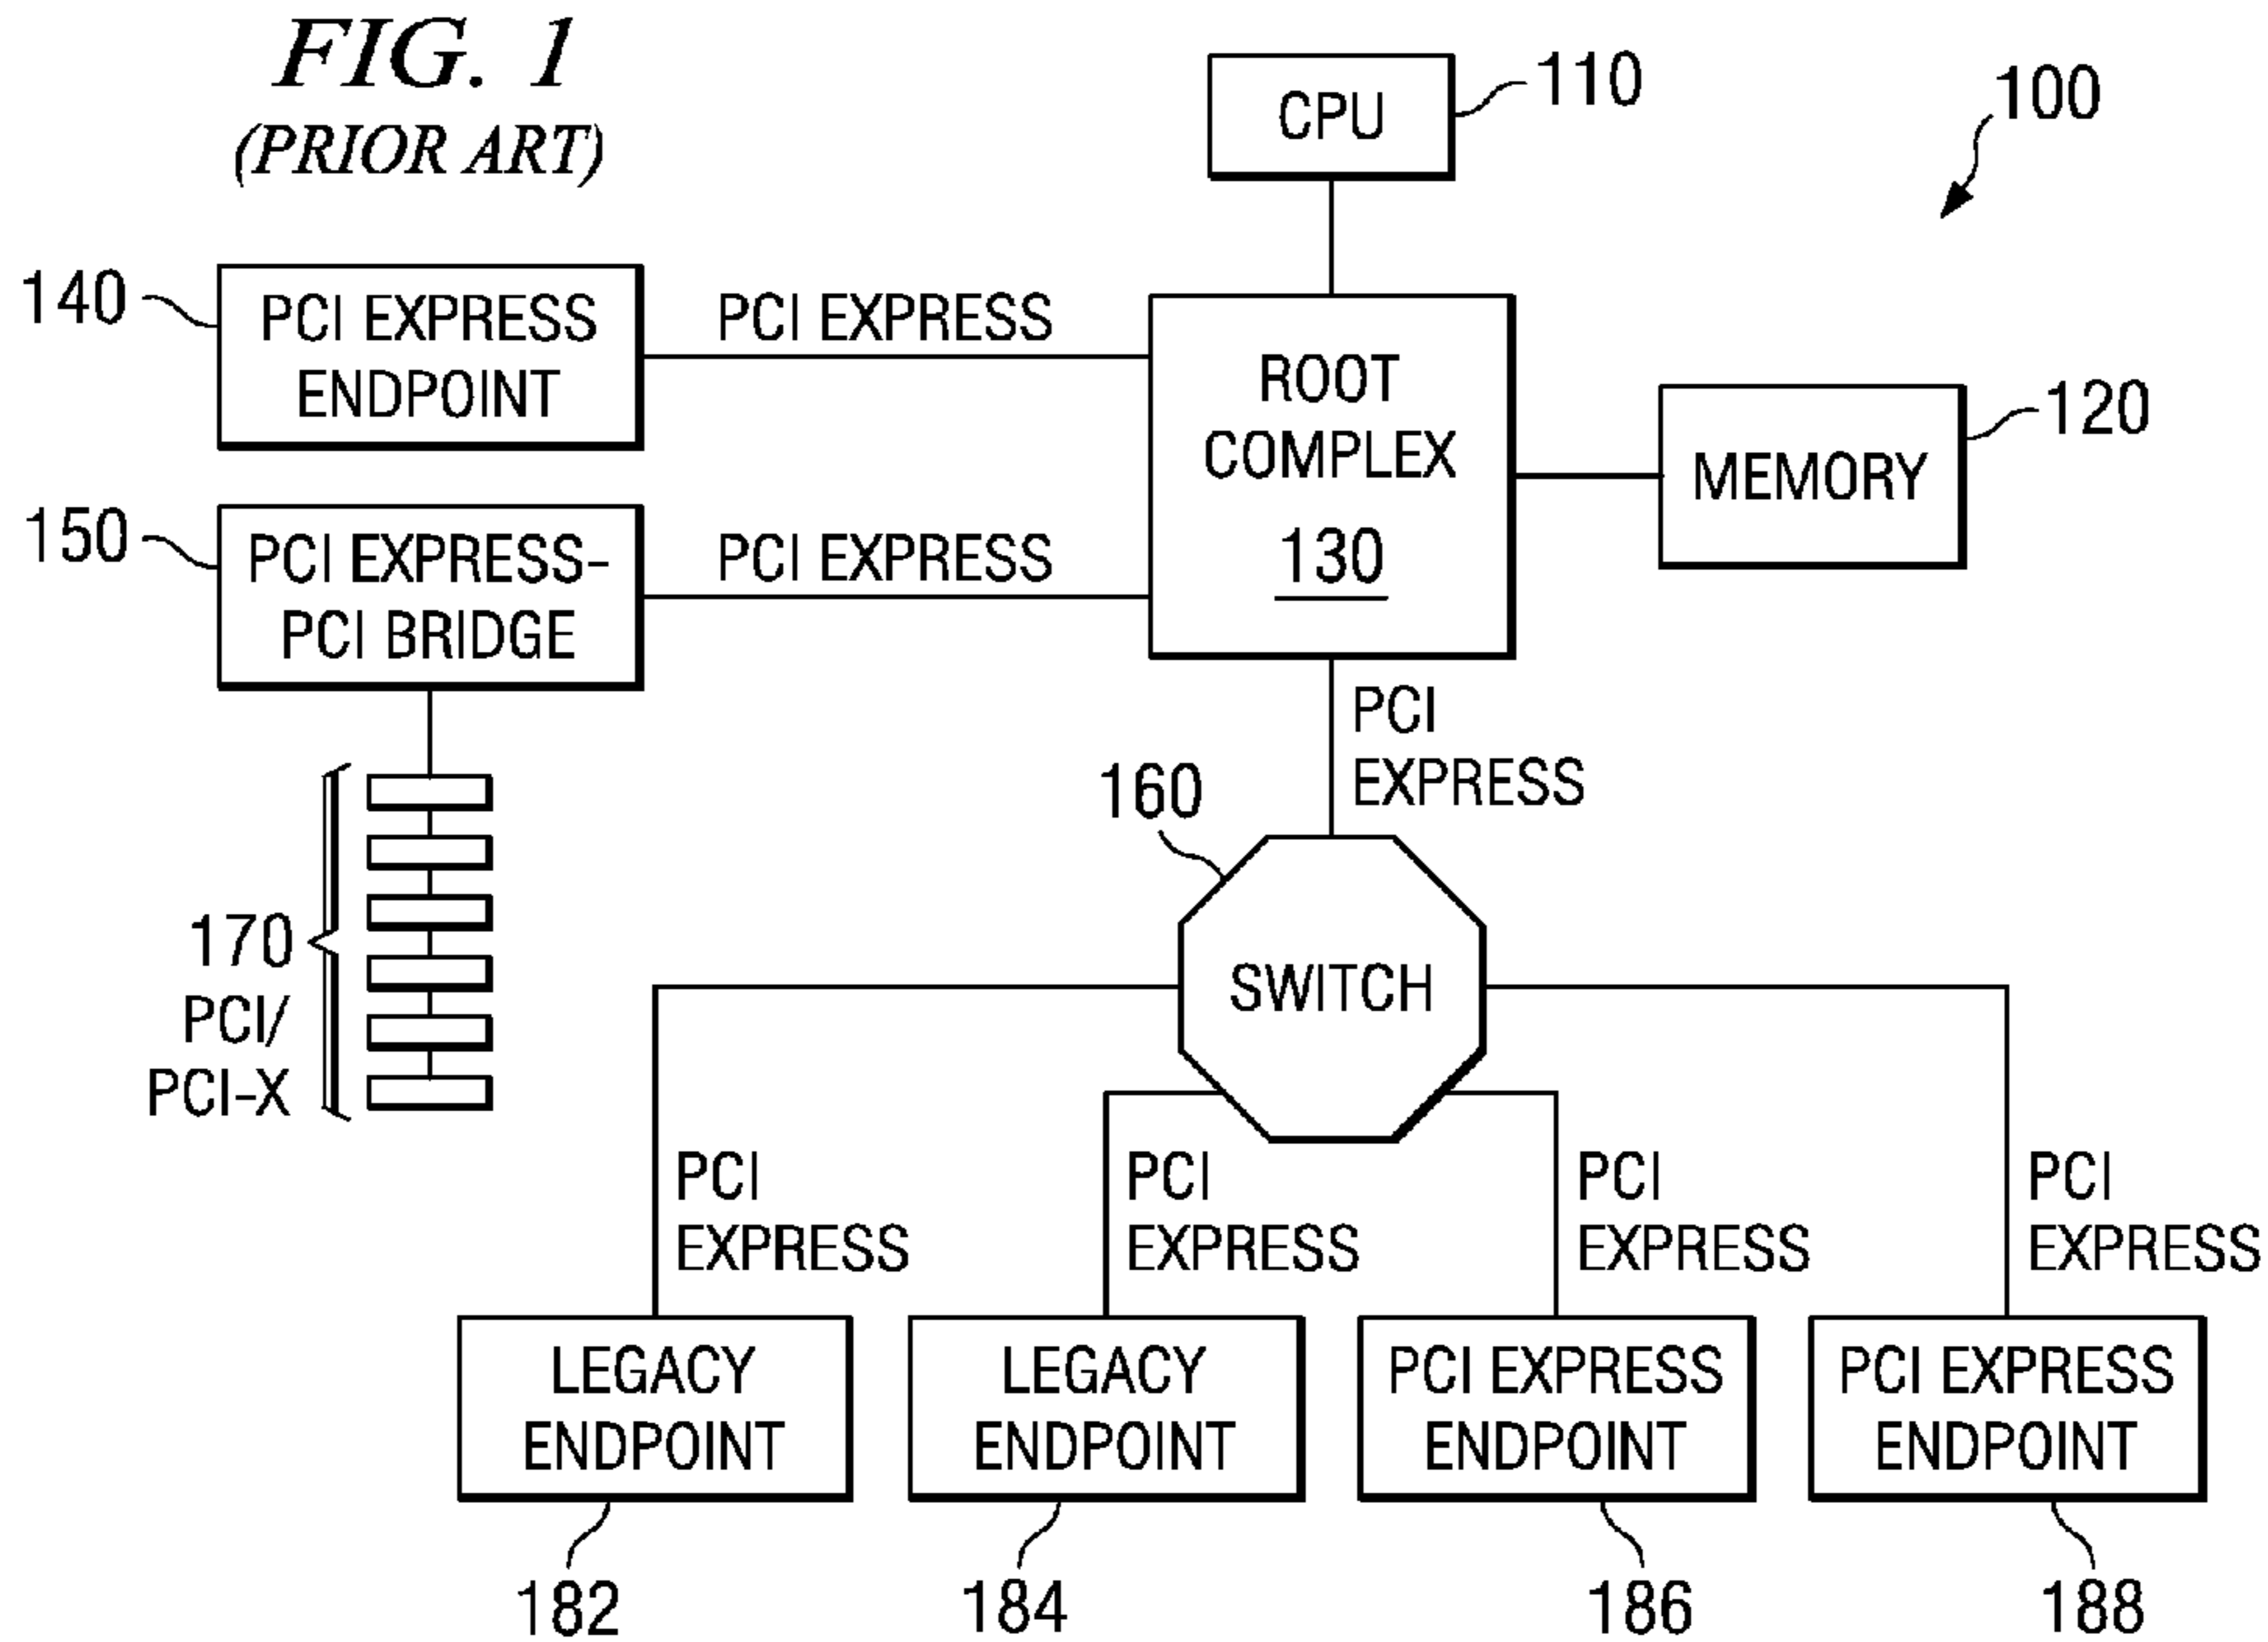 FIG. 1
(PRIOR ART)
CPU
110
100
140
PCI EXPRESS
ENDPOINT
PCI EXPRESS
ROOT
COMPLEX
130
MEMORY
120
150
PCI EXPRESS-
PCI BRIDGE
PCI EXPRESS
PCI
EXPRESS
160
SWITCH
170
PCI/
PCI-X
PCI
EXPRESS
PCI
EXPRESS
PCI
EXPRESS
PCI
EXPRESS
LEGACY
ENDPOINT
LEGACY
ENDPOINT
PCI EXPRESS
ENDPOINT
PCI EXPRESS
ENDPOINT
182
184
186
188